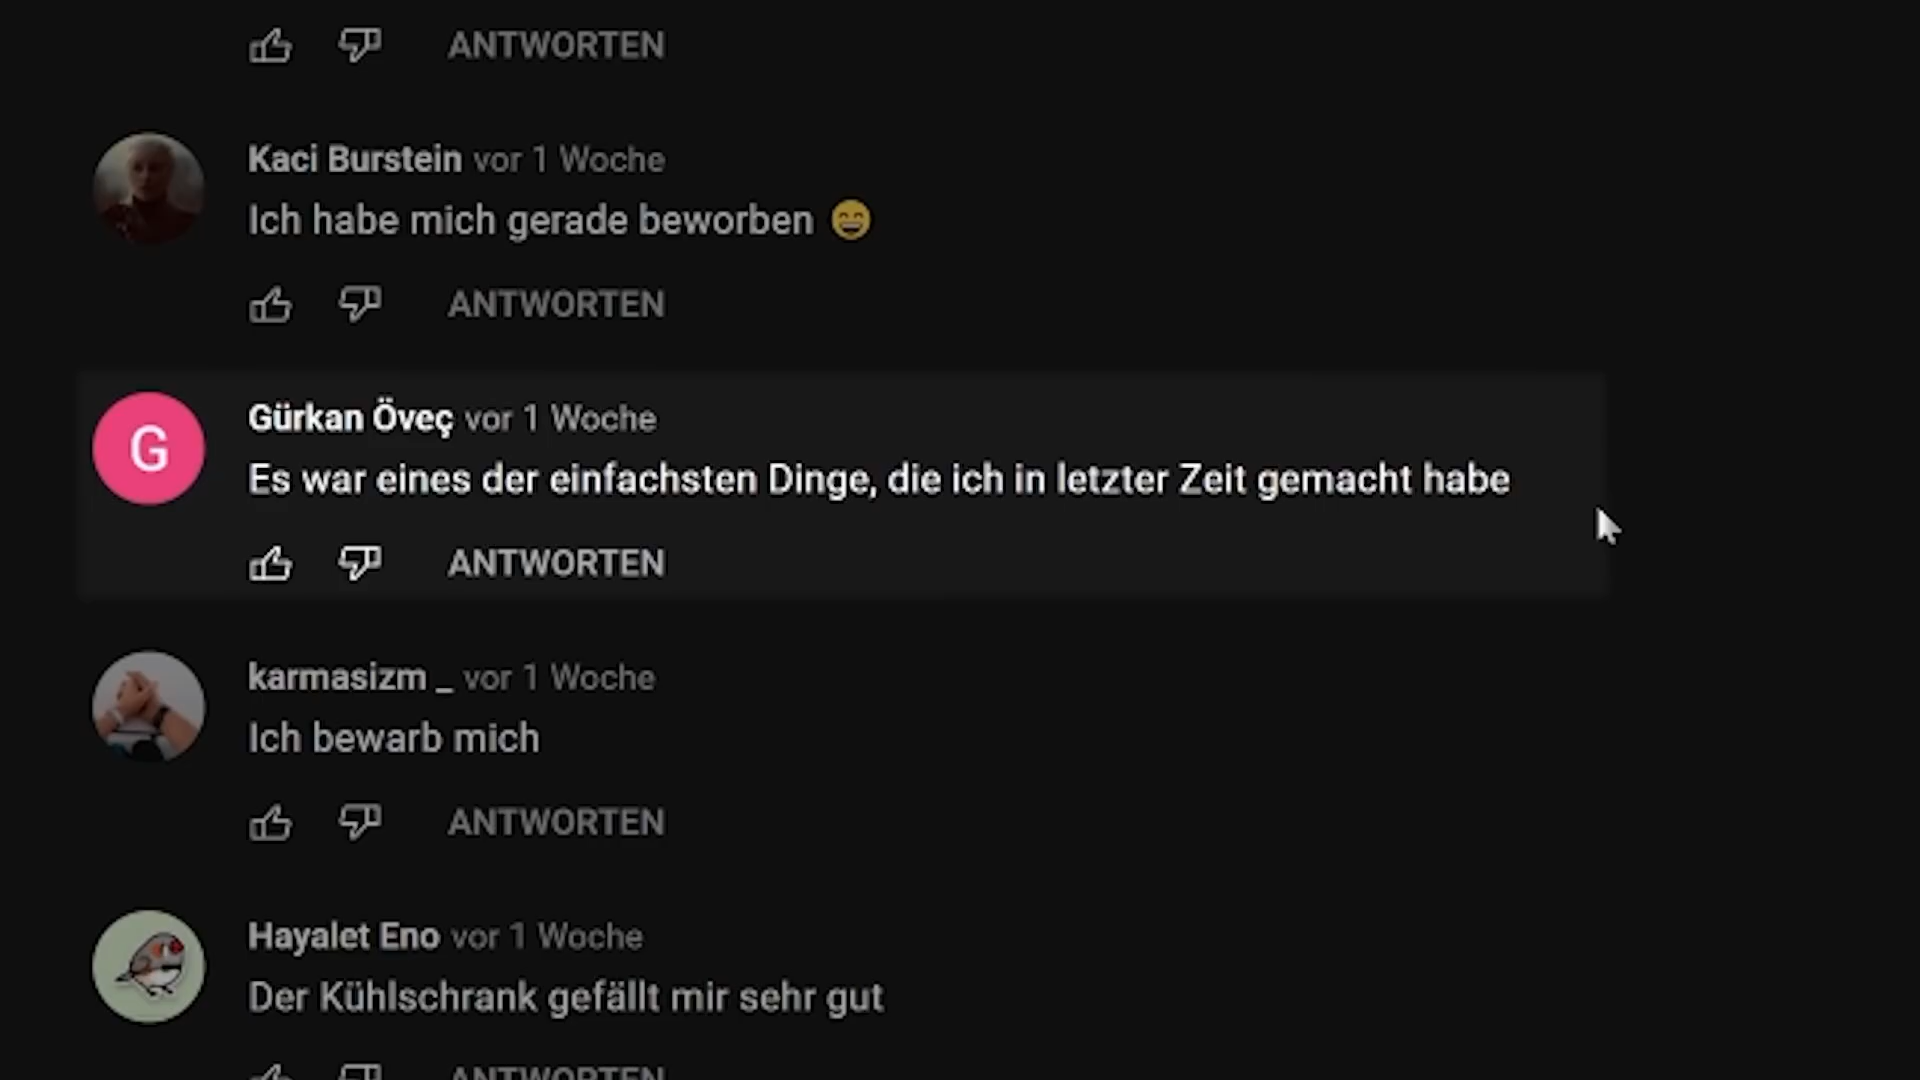 ANTWORTEN
Kaci Burstein vor 1 Woche
Ich habe mich gerade beworben 😄
ANTWORTEN
G
Gürkan Öveç vor 1 Woche
Es war eines der einfachsten Dinge, die ich in letzter Zeit gemacht habe
ANTWORTEN
karmasizm _ vor 1 Woche
Ich bewarb mich
ANTWORTEN
Hayalet Eno vor 1 Woche
Der Kühlschrank gefällt mir sehr gut
ANTWORTEN